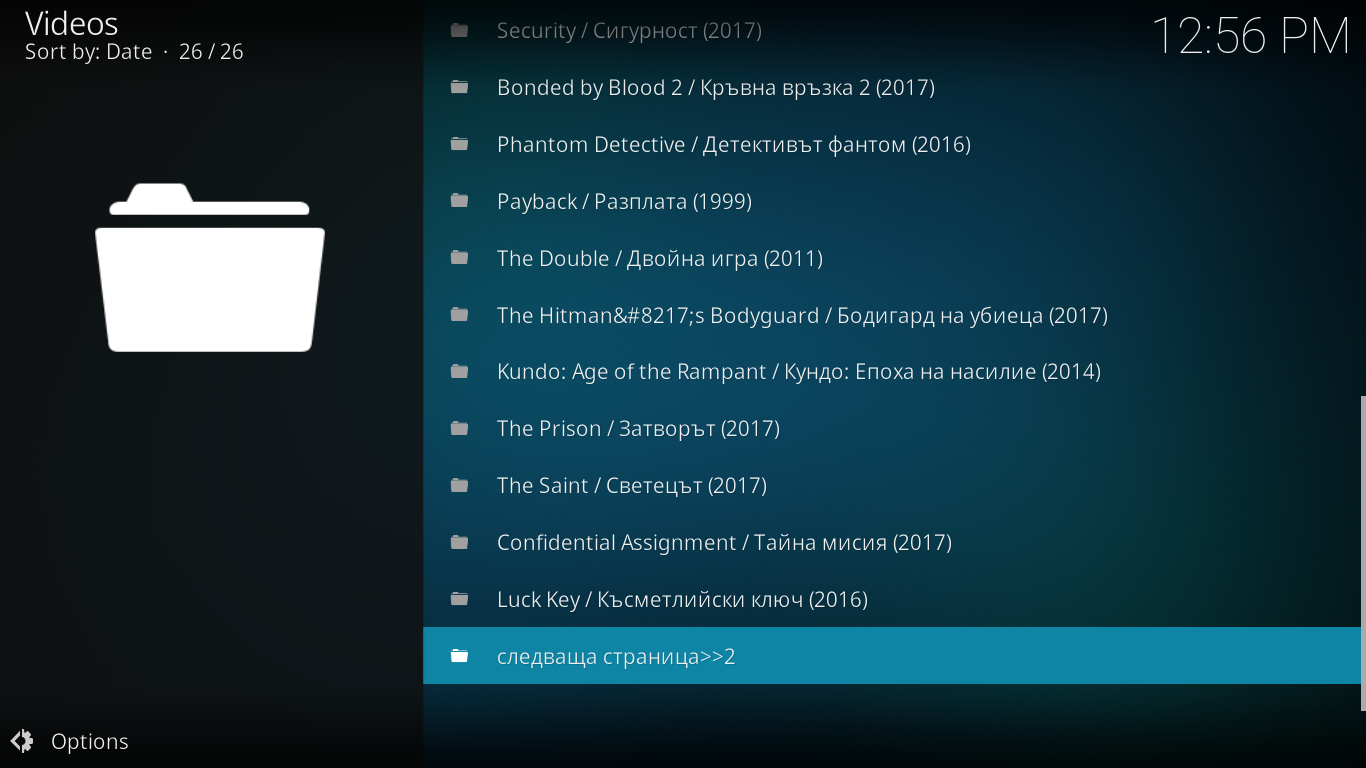 Videos
Sort by: Date · 26 / 26
12:56 PM
Security / Сигурност (2017)
Bonded by Blood 2 / Кръвна връзка 2 (2017)
Phantom Detective / Детективът фантом (2016)
Payback / Разплата (1999)
The Double / Двойна игра (2011)
The Hitman&#8217;s Bodyguard / Бодигард на убиеца (2017)
Kundo: Age of the Rampant / Кундо: Епоха на насилие (2014)
The Prison / Затворът (2017)
The Saint / Светецът (2017)
Confidential Assignment / Тайна мисия (2017)
Luck Key / Късметлийски ключ (2016)
следваща страница>>2
Options